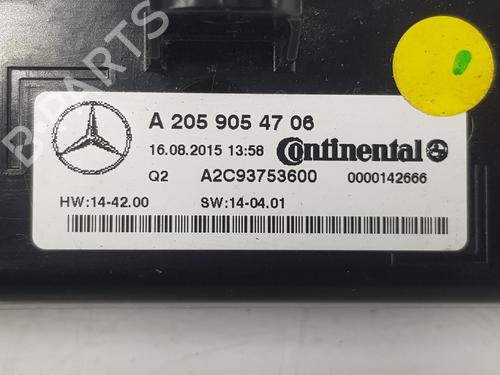 A 205 905 47 06
16.08.2015 13:58 Continental
Q2 A2C93753600 0000142666
HW:14-42.00 SW:14-04.01
B-PARTS